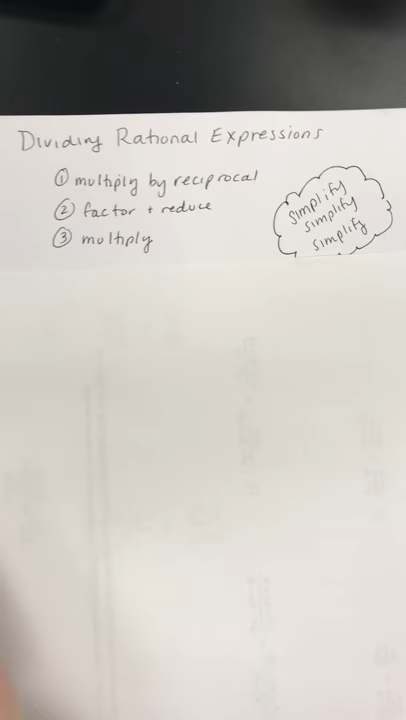 Dividing Rational Expressions
① multiply by reciprocal
② factor + reduce
③ multiply
simplify
simplify
simplify